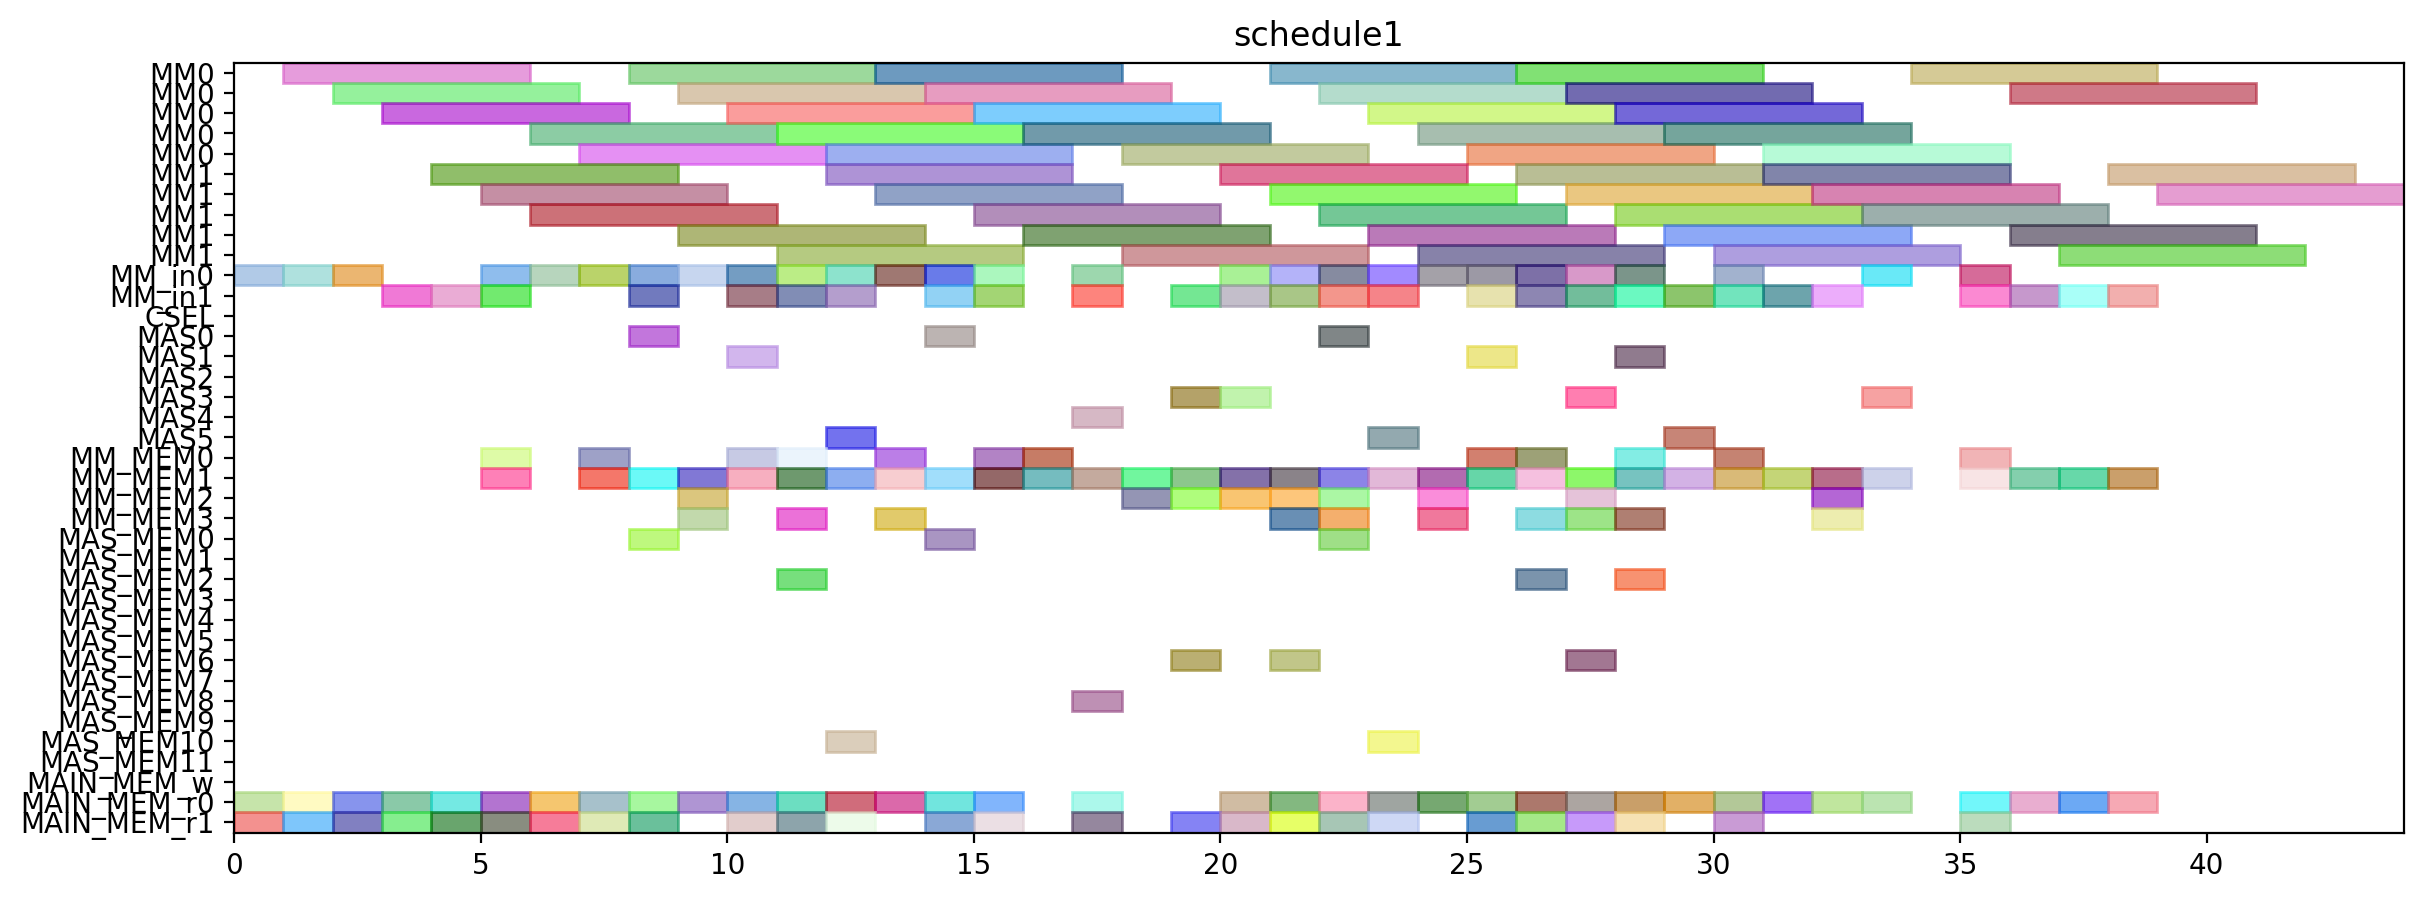 schedule1
MM0
MM0
MM0
MM0
MM0
MM1
MM1
MM1
MM1
MM1
MM_in0
MM_in1
CSEL
MAS0
MAS1
MAS2
MAS3
MAS4
MAS5
MM_MEM0
MM_MEM1
MM_MEM2
MM_MEM3
MAS_MEM0
MAS_MEM1
MAS_MEM2
MAS_MEM3
MAS_MEM4
MAS_MEM5
MAS_MEM6
MAS_MEM7
MAS_MEM8
MAS_MEM9
MAS_MEM10
MAS_MEM11
MAIN_MEM_w
MAIN_MEM_r0
MAIN_MEM_r1
0 5 10 15 20 25 30 35 40